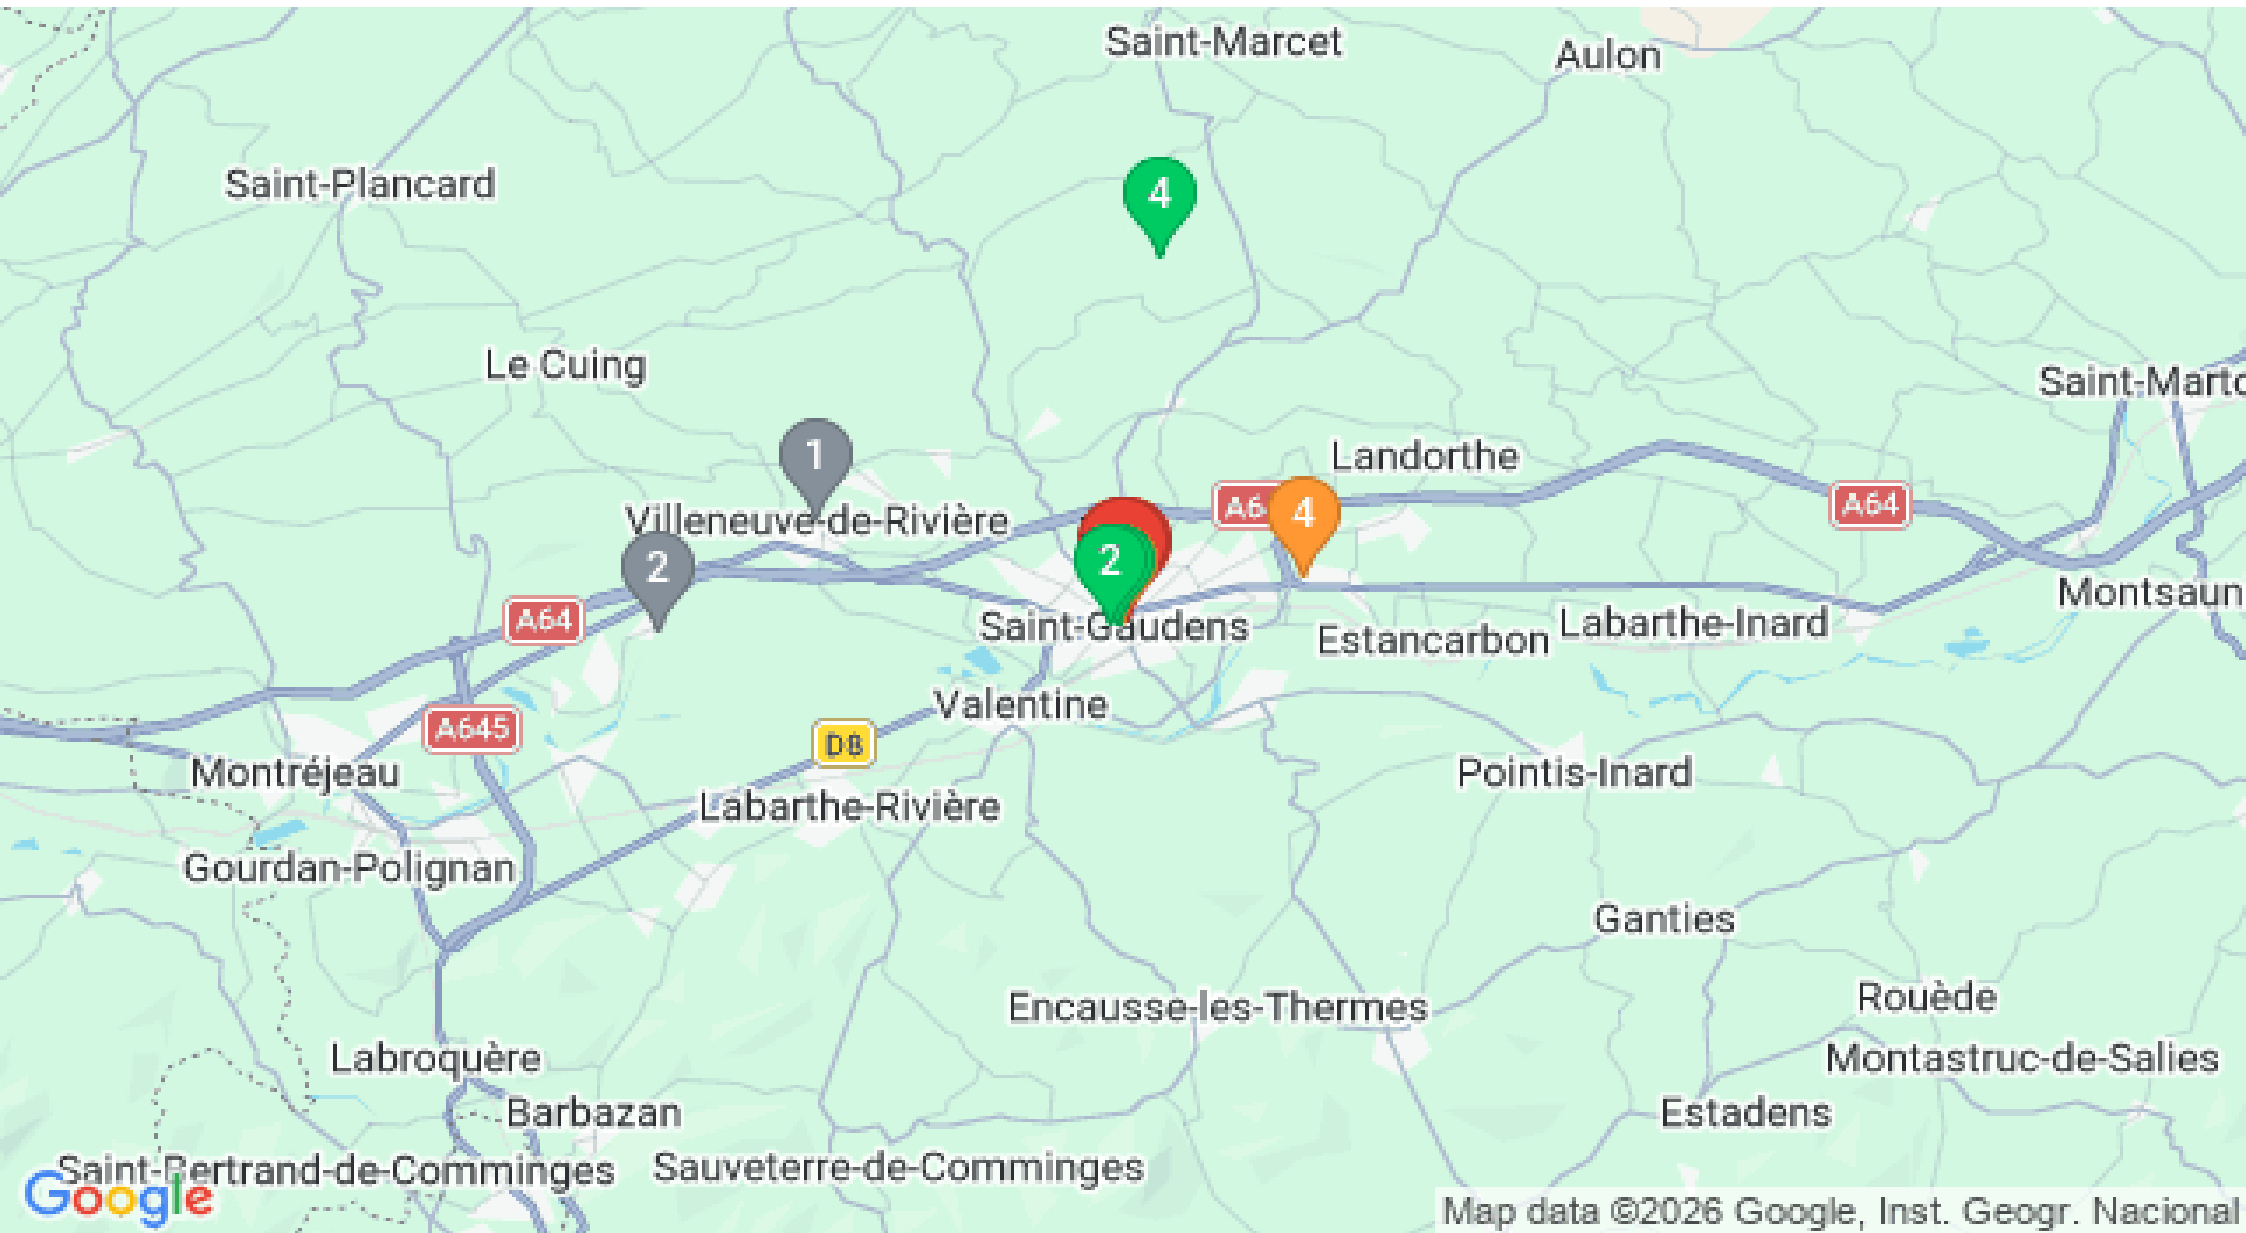 Saint-Marcet
Aulon
Saint-Plancard
4
Le Cuing
Saint-Marto
1
Landorthe
A64
4
A64
Villeneuve-de-Rivière
2
2
A64
Montsaun
Saint-Gaudens
Labarthe-Inard
Estancarbon
Valentine
A645
D8
Montréjeau
Pointis-Inard
Labarthe-Rivière
Gourdan-Polignan
Ganties
Rouède
Encausse-les-Thermes
Labroquère
Montastruc-de-Salies
Barbazan
Estadens
Saint-Bertrand-de-Comminges
Sauveterre-de-Comminges
Google
Map data ©2026 Google, Inst. Geogr. Nacional